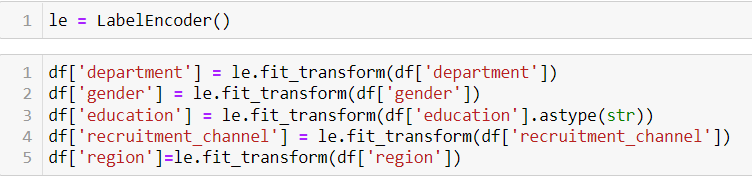 1 le = LabelEncoder()
1 df['department'] = le.fit_transform(df['department'])
2 df['gender'] = le.fit_transform(df['gender'])
3 df['education'] = le.fit_transform(df['education'].astype(str))
4 df['recruitment_channel'] = le.fit_transform(df['recruitment_channel'])
5 df['region']=le.fit_transform(df['region'])